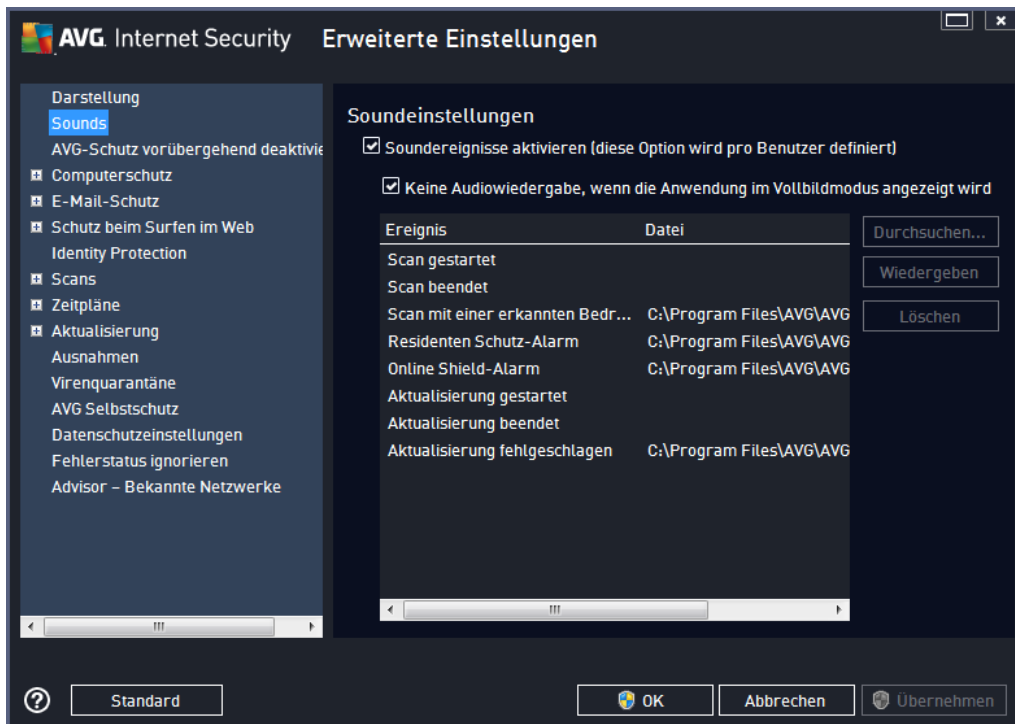 AVG. Internet Security Erweiterte Einstellungen
Darstellung
Sounds
AVG-Schutz vorübergehend deaktivie
Computerschutz
E-Mail-Schutz
Schutz beim Surfen im Web
Identity Protection
Scans
Zeitpläne
Aktualisierung
Ausnahmen
Virenquarantäne
AVG Selbstschutz
Datenschutzeinstellungen
Fehlerstatus ignorieren
Advisor – Bekannte Netzwerke
Soundeinstellungen
Soundereignisse aktivieren (diese Option wird pro Benutzer definiert)
Keine Audiowiedergabe, wenn die Anwendung im Vollbildmodus angezeigt wird
Ereignis Datei
Scan gestartet
Scan beendet
Scan mit einer erkannten Bedr... C:\Program Files\AVG\AVG
Residenten Schutz-Alarm C:\Program Files\AVG\AVG
Online Shield-Alarm C:\Program Files\AVG\AVG
Aktualisierung gestartet
Aktualisierung beendet
Aktualisierung fehlgeschlagen C:\Program Files\AVG\AVG
Durchsuchen...
Wiedergeben
Löschen
Standard OK Abbrechen Übernehmen